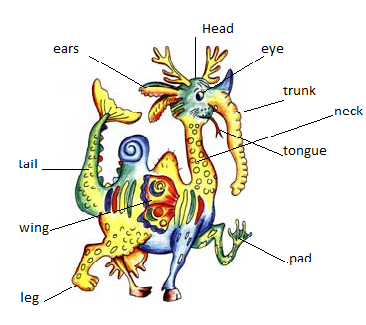 Head
ears
eye
trunk
neck
tongue
tail
wing
.pad
leg